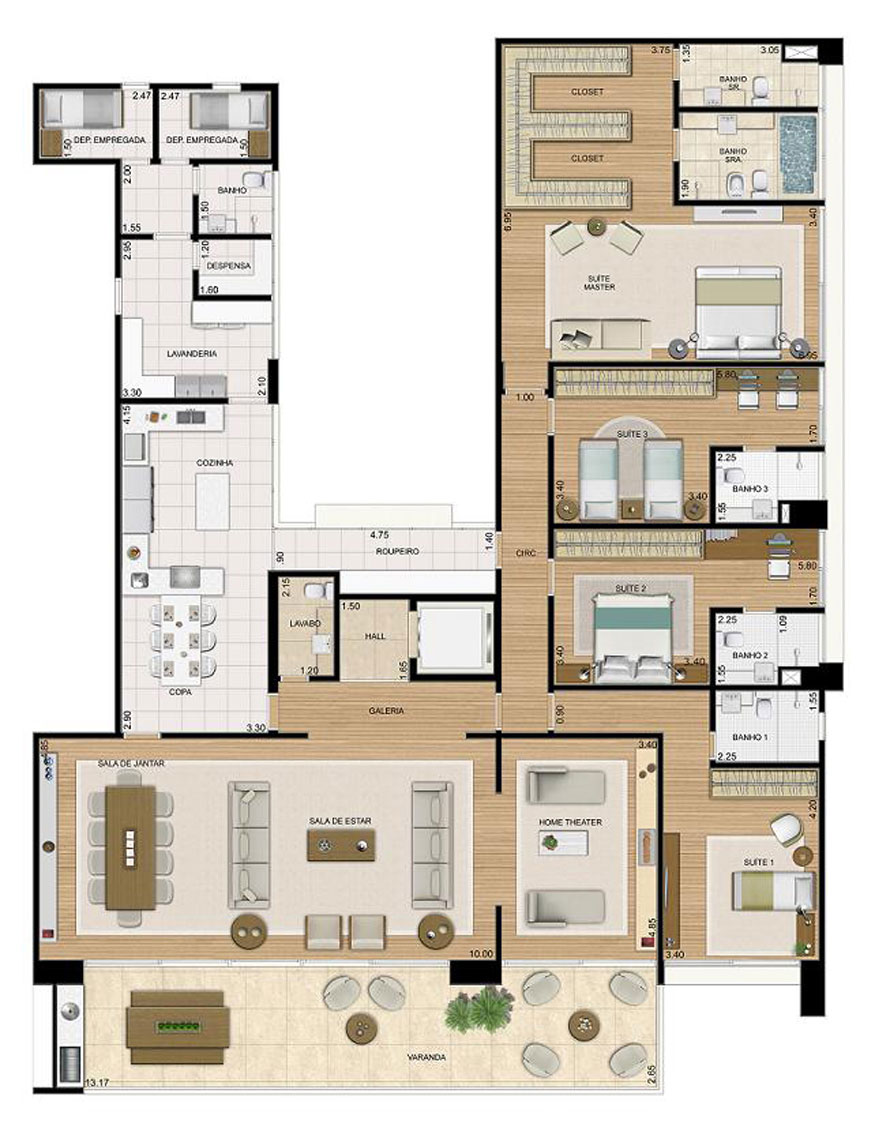 3.75
1.35
3.05
BANHO
SR.
CLOSET
2.47
2.47
DEP. EMPREGADA
DEP. EMPREGADA
1.50
1.50
CLOSET
BANHO
SRA.
1.90
2.00
BANHO
1.50
1.55
6.95
3.40
2.95
1.20
DESPENSA
1.60
SUÍTE
MASTER
LAVANDERIA
6.95
3.30
2.10
5.80
1.00
4.15
SUÍTE 3
1.70
COZINHA
2.25
BANHO 3
3.40
3.40
1.55
4.75
.90
ROUPEIRO
1.40
CIRC
5.80
2.15
SUÍTE 2
1.70
1.50
LAVABO
HALL
2.25
1.09
BANHO 2
3.40
3.40
1.55
1.20
1.65
COPA
GALERIA
2.90
3.30
0.90
1.55
BANHO 1
2.25
4.85
3.40
SALA DE JANTAR
4.20
SALA DE ESTAR
HOME THEATER
SUÍTE 1
4.85
10.00
3.40
VARANDA
13.17
2.65